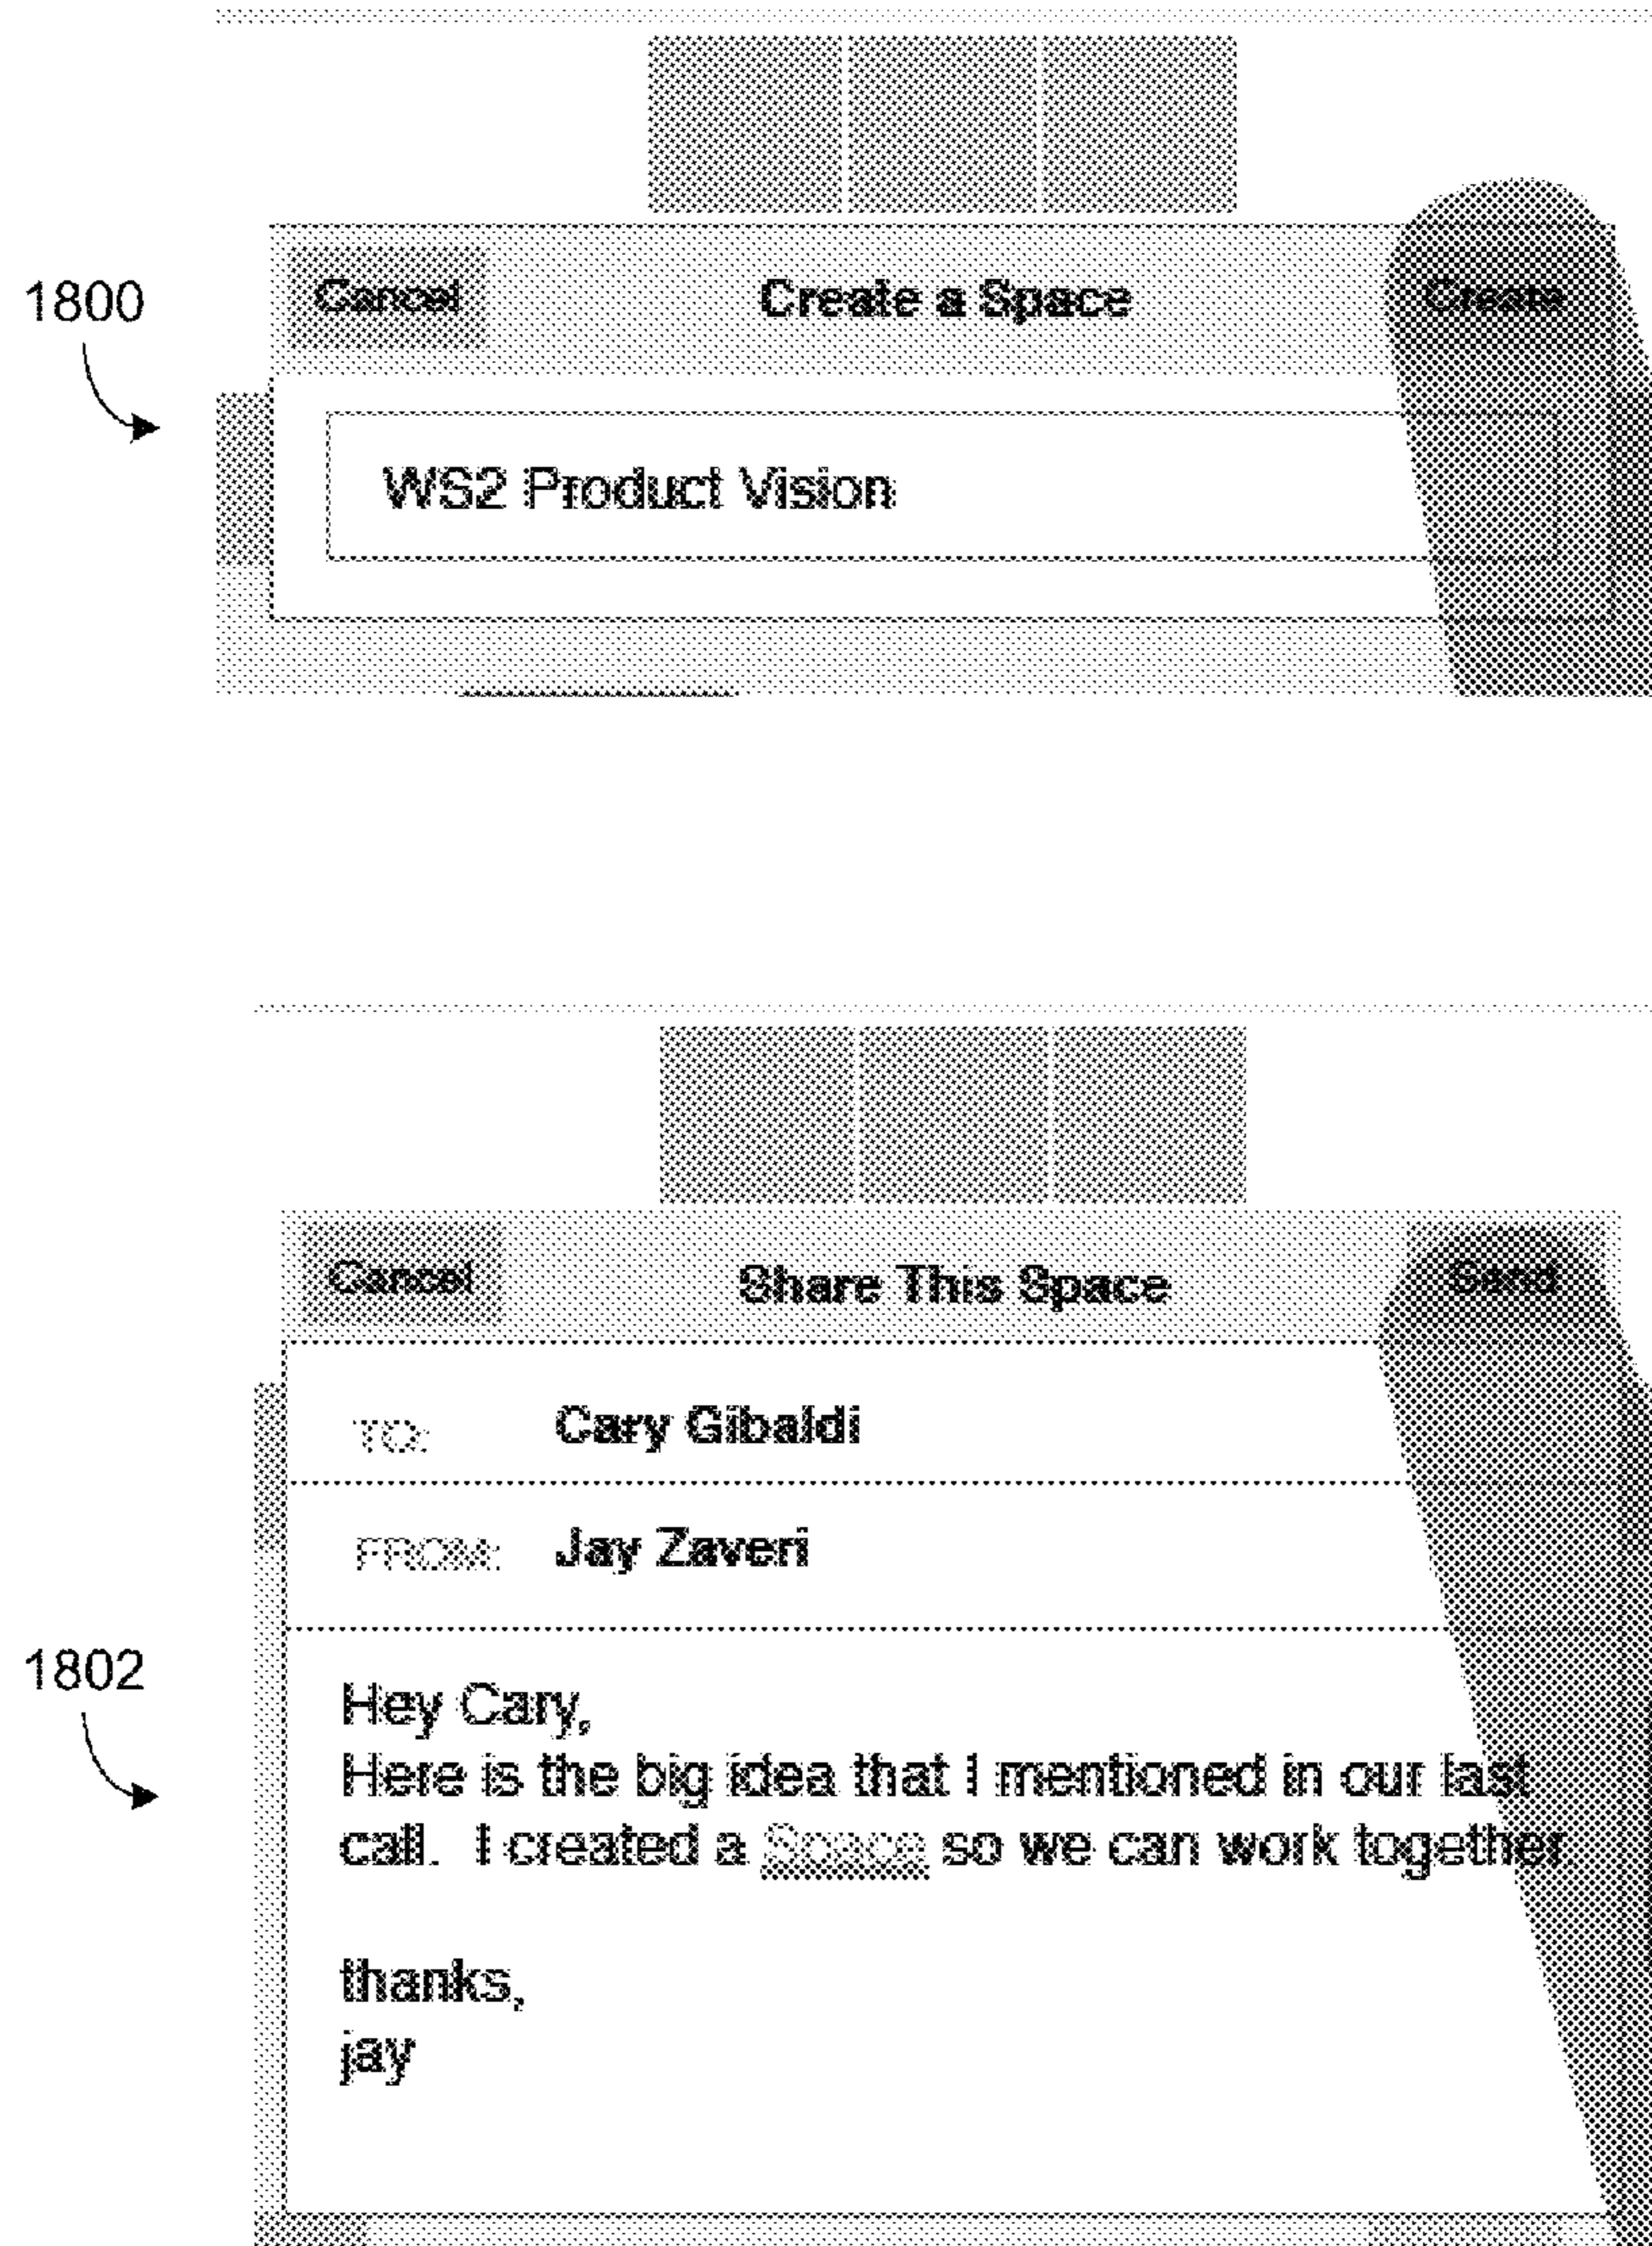 1800
Cancel Create a Space Create
WS2 Product Vision
Cancel Share This Space Send
TO: Cary Gibaldi
FROM: Jay Zaveri
1802
Hey Cary,
Here is the big idea that I mentioned in our last
call. I created a Space so we can work together
thanks,
jay